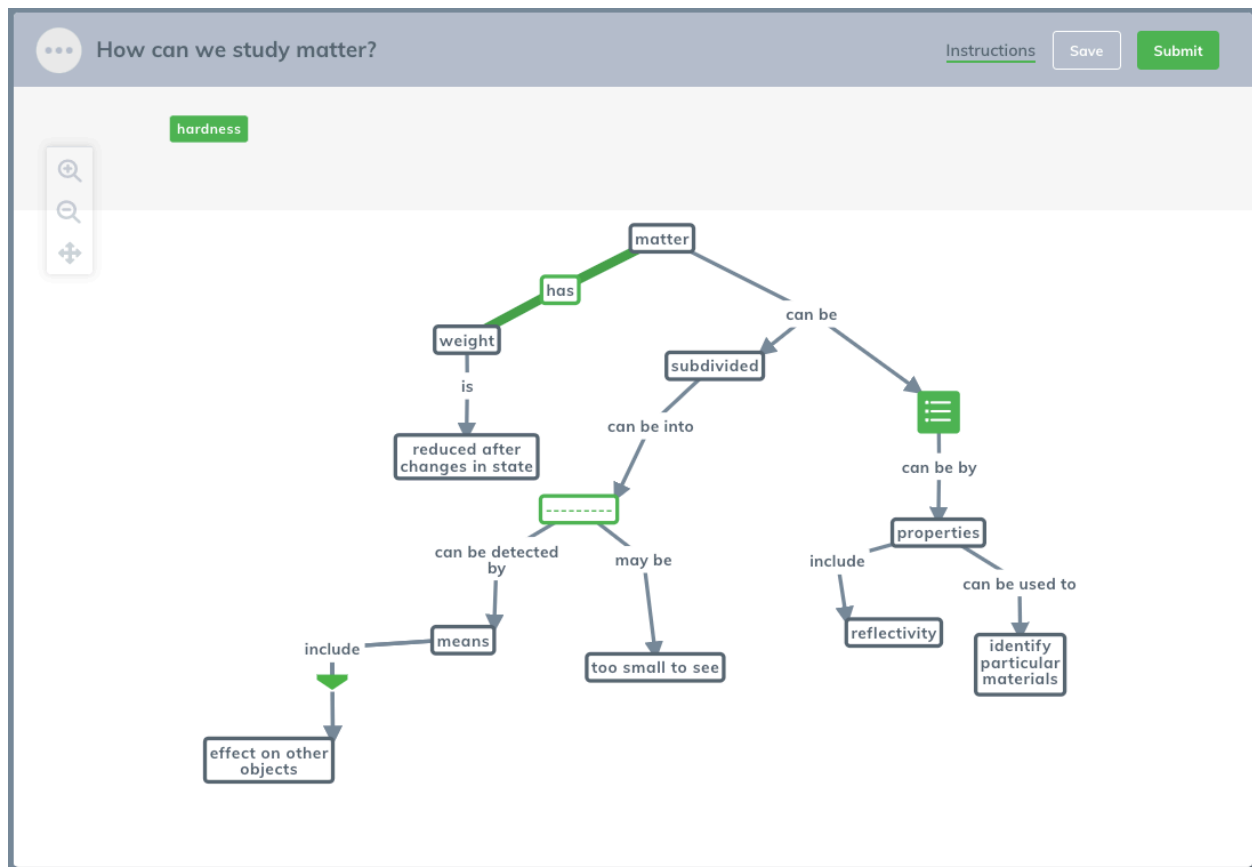 How can we study matter?
Instructions
Save
Submit
hardness
matter
has
can be
weight
subdivided
is
can be into
reduced after
changes in state
can be by
---------
properties
can be detected
by
may be
include
can be used to
means
include
too small to see
reflectivity
identify
particular
materials
effect on other
objects